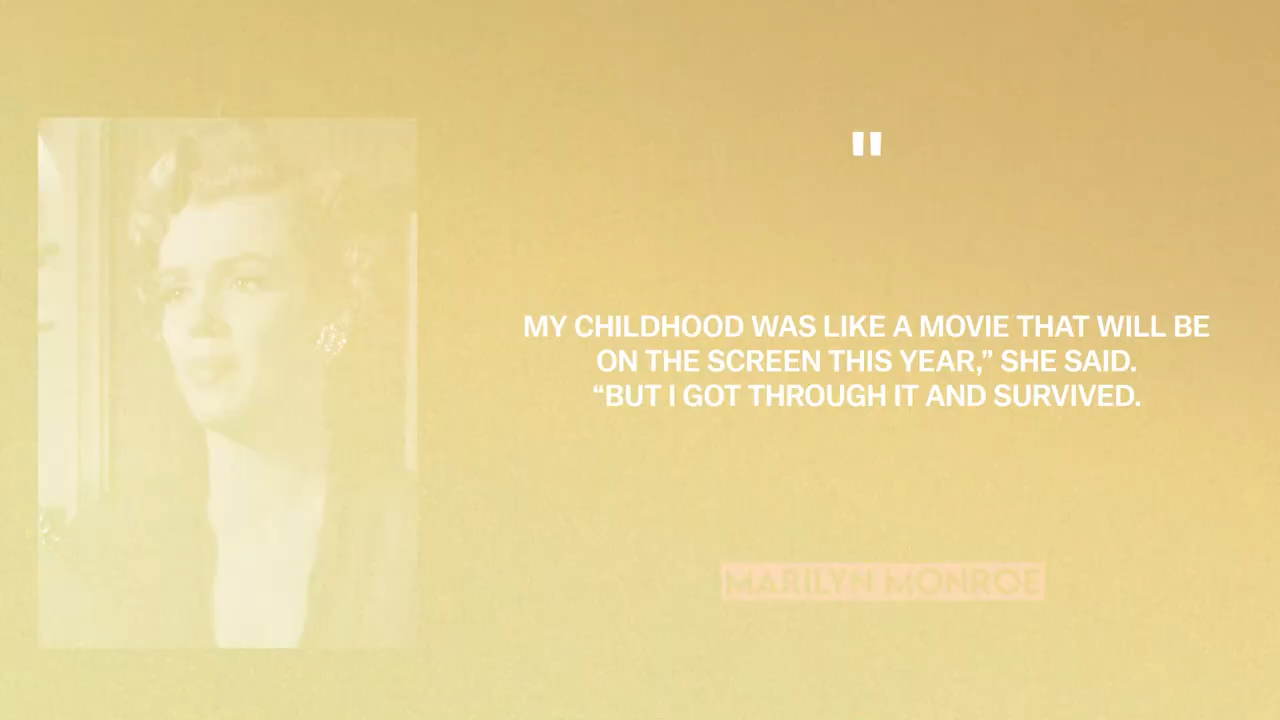 "
MY CHILDHOOD WAS LIKE A MOVIE THAT WILL BE
ON THE SCREEN THIS YEAR,” SHE SAID.
“BUT I GOT THROUGH IT AND SURVIVED.
MARILYN MONROE